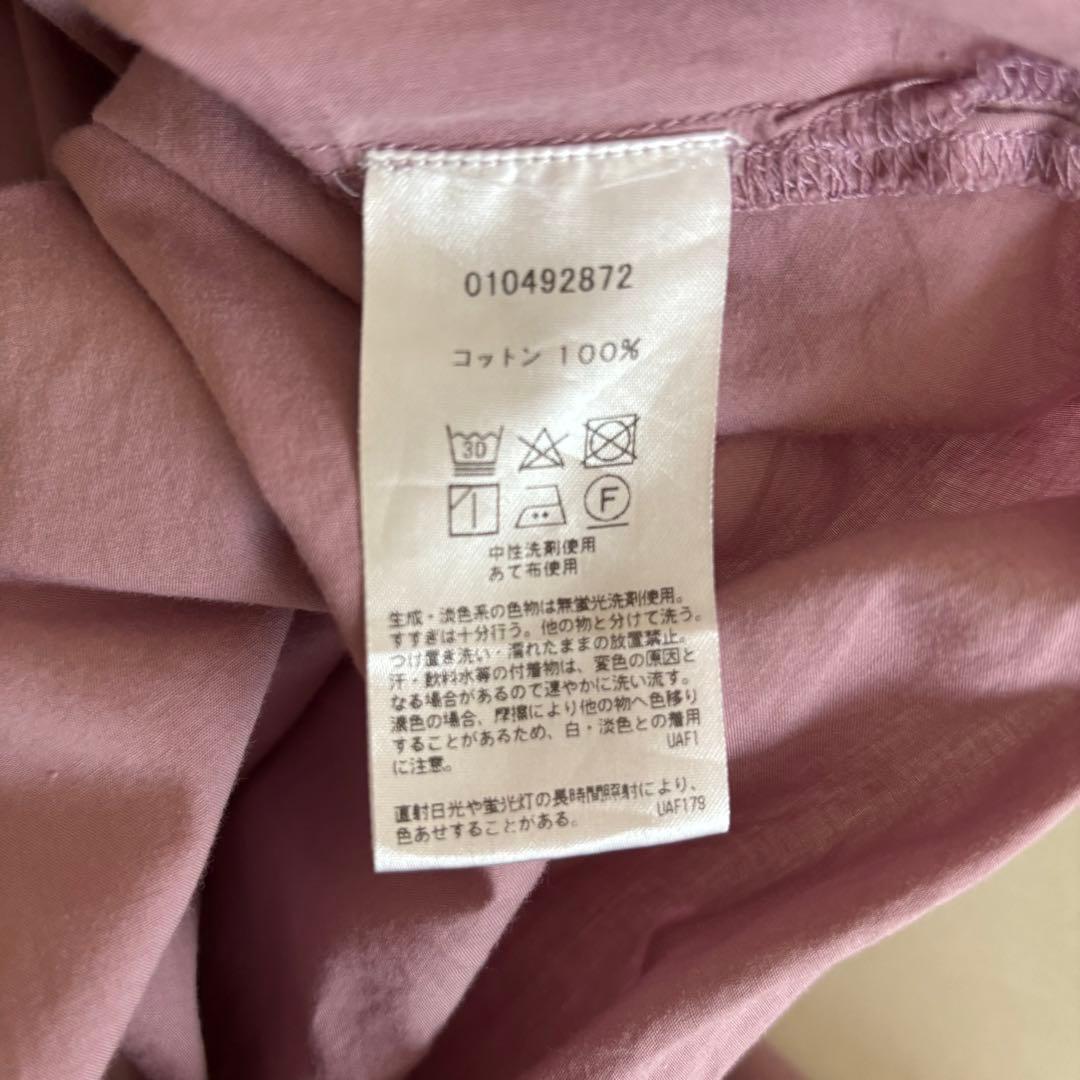 010492872
コットン 100%
30
F
中性洗剤使用
あて布使用
生成・淡色系の色物は無蛍光洗剤使用。
すすぎは十分行う。他の物と分けて洗う。
つけ置き洗い・濡れたままの放置禁止。
汗・飲料水等の付着物は、変色の原因と
なる場合があるので速やかに洗い流す。
濃色の場合、摩擦により他の物へ色移り
することがあるため、白・淡色との着用
に注意。
UAF1
直射日光や蛍光灯の長時間照射により、
色あせすることがある。
UAF179